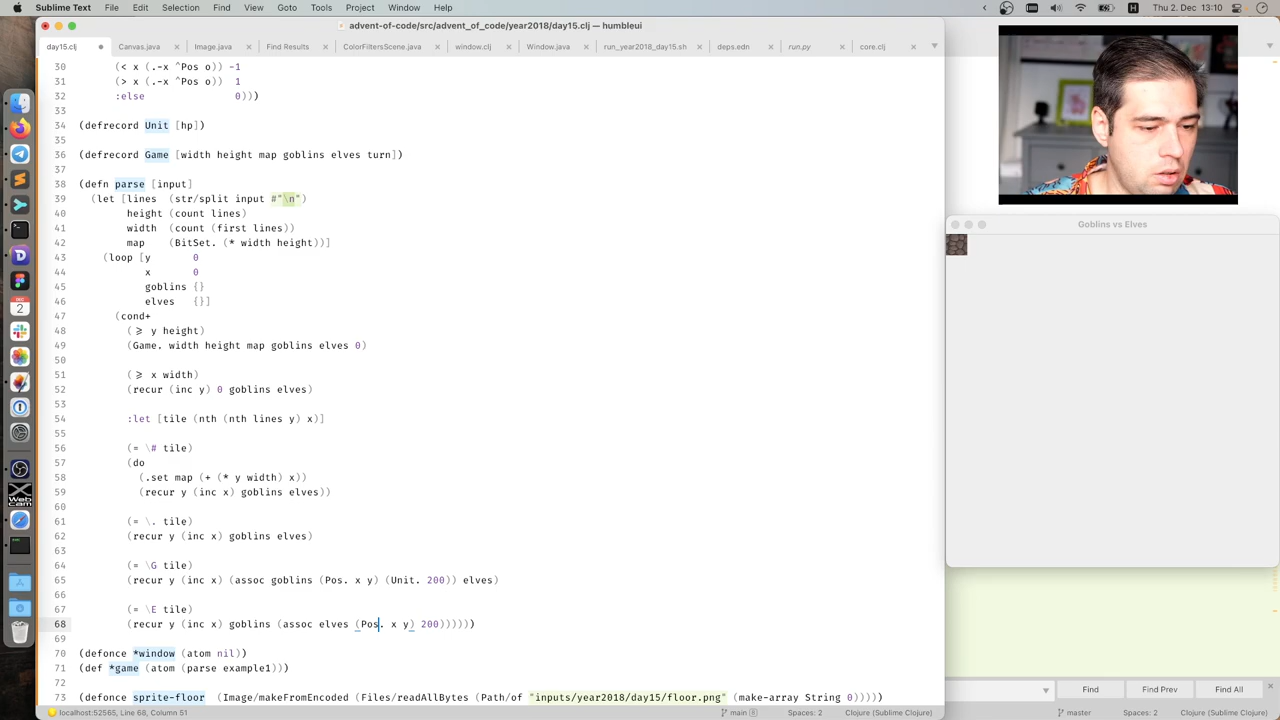 Sublime Text File Edit Selection Find View Goto Tools Project Window Help
Fri 2. Dec 13:10
advent-of-code/src/advent_of_code/year2018/day15.clj — humbleui
day15.clj Canvas.java Image.java Find Results ColorFiltersScene.java window.clj Window.java run_year2018_day15.sh deps.edn run.py core.clj
30 (< x (.-x ^Pos o)) -1
31 (> x (.-x ^Pos o)) 1
32 :else 0)))
33
34 (defrecord Unit [hp])
35
36 (defrecord Game [width height map goblins elves turn])
37
38 (defn parse [input]
39 (let [lines (str/split input #"\n")
40 height (count lines)
41 width (count (first lines))
42 map (BitSet. (* width height))]
43 (loop [y 0
44 x 0
45 goblins {}
46 elves {}]
47 (cond+
48 (>= y height)
49 (Game. width height map goblins elves 0)
50
51 (>= x width)
52 (recur (inc y) 0 goblins elves)
53
54 :let [tile (nth (nth lines y) x)]
55
56 (= \# tile)
57 (do
58 (.set map (+ (* y width) x))
59 (recur y (inc x) goblins elves))
60
61 (= \. tile)
62 (recur y (inc x) goblins elves)
63
64 (= \G tile)
65 (recur y (inc x) (assoc goblins (Pos. x y) (Unit. 200)) elves)
66
67 (= \E tile)
68 (recur y (inc x) goblins (assoc elves (Pos. x y) 200)))))
69
70 (defonce *window (atom nil))
71 (def *game (atom (parse example1)))
72
73 (defonce sprite-floor (Image/makeFromEncoded (Files/readAllBytes (Path/of "inputs/year2018/day15/floor.png" (make-array String 0)))))
Goblins vs Elves
DEC
2
Web
cam
Find Find Prev Find All
localhost:52565, Line 68, Column 51 main 6 Spaces: 2 Clojure (Sublime Clojure)
master Spaces: 2 Clojure (Sublime Clojure)